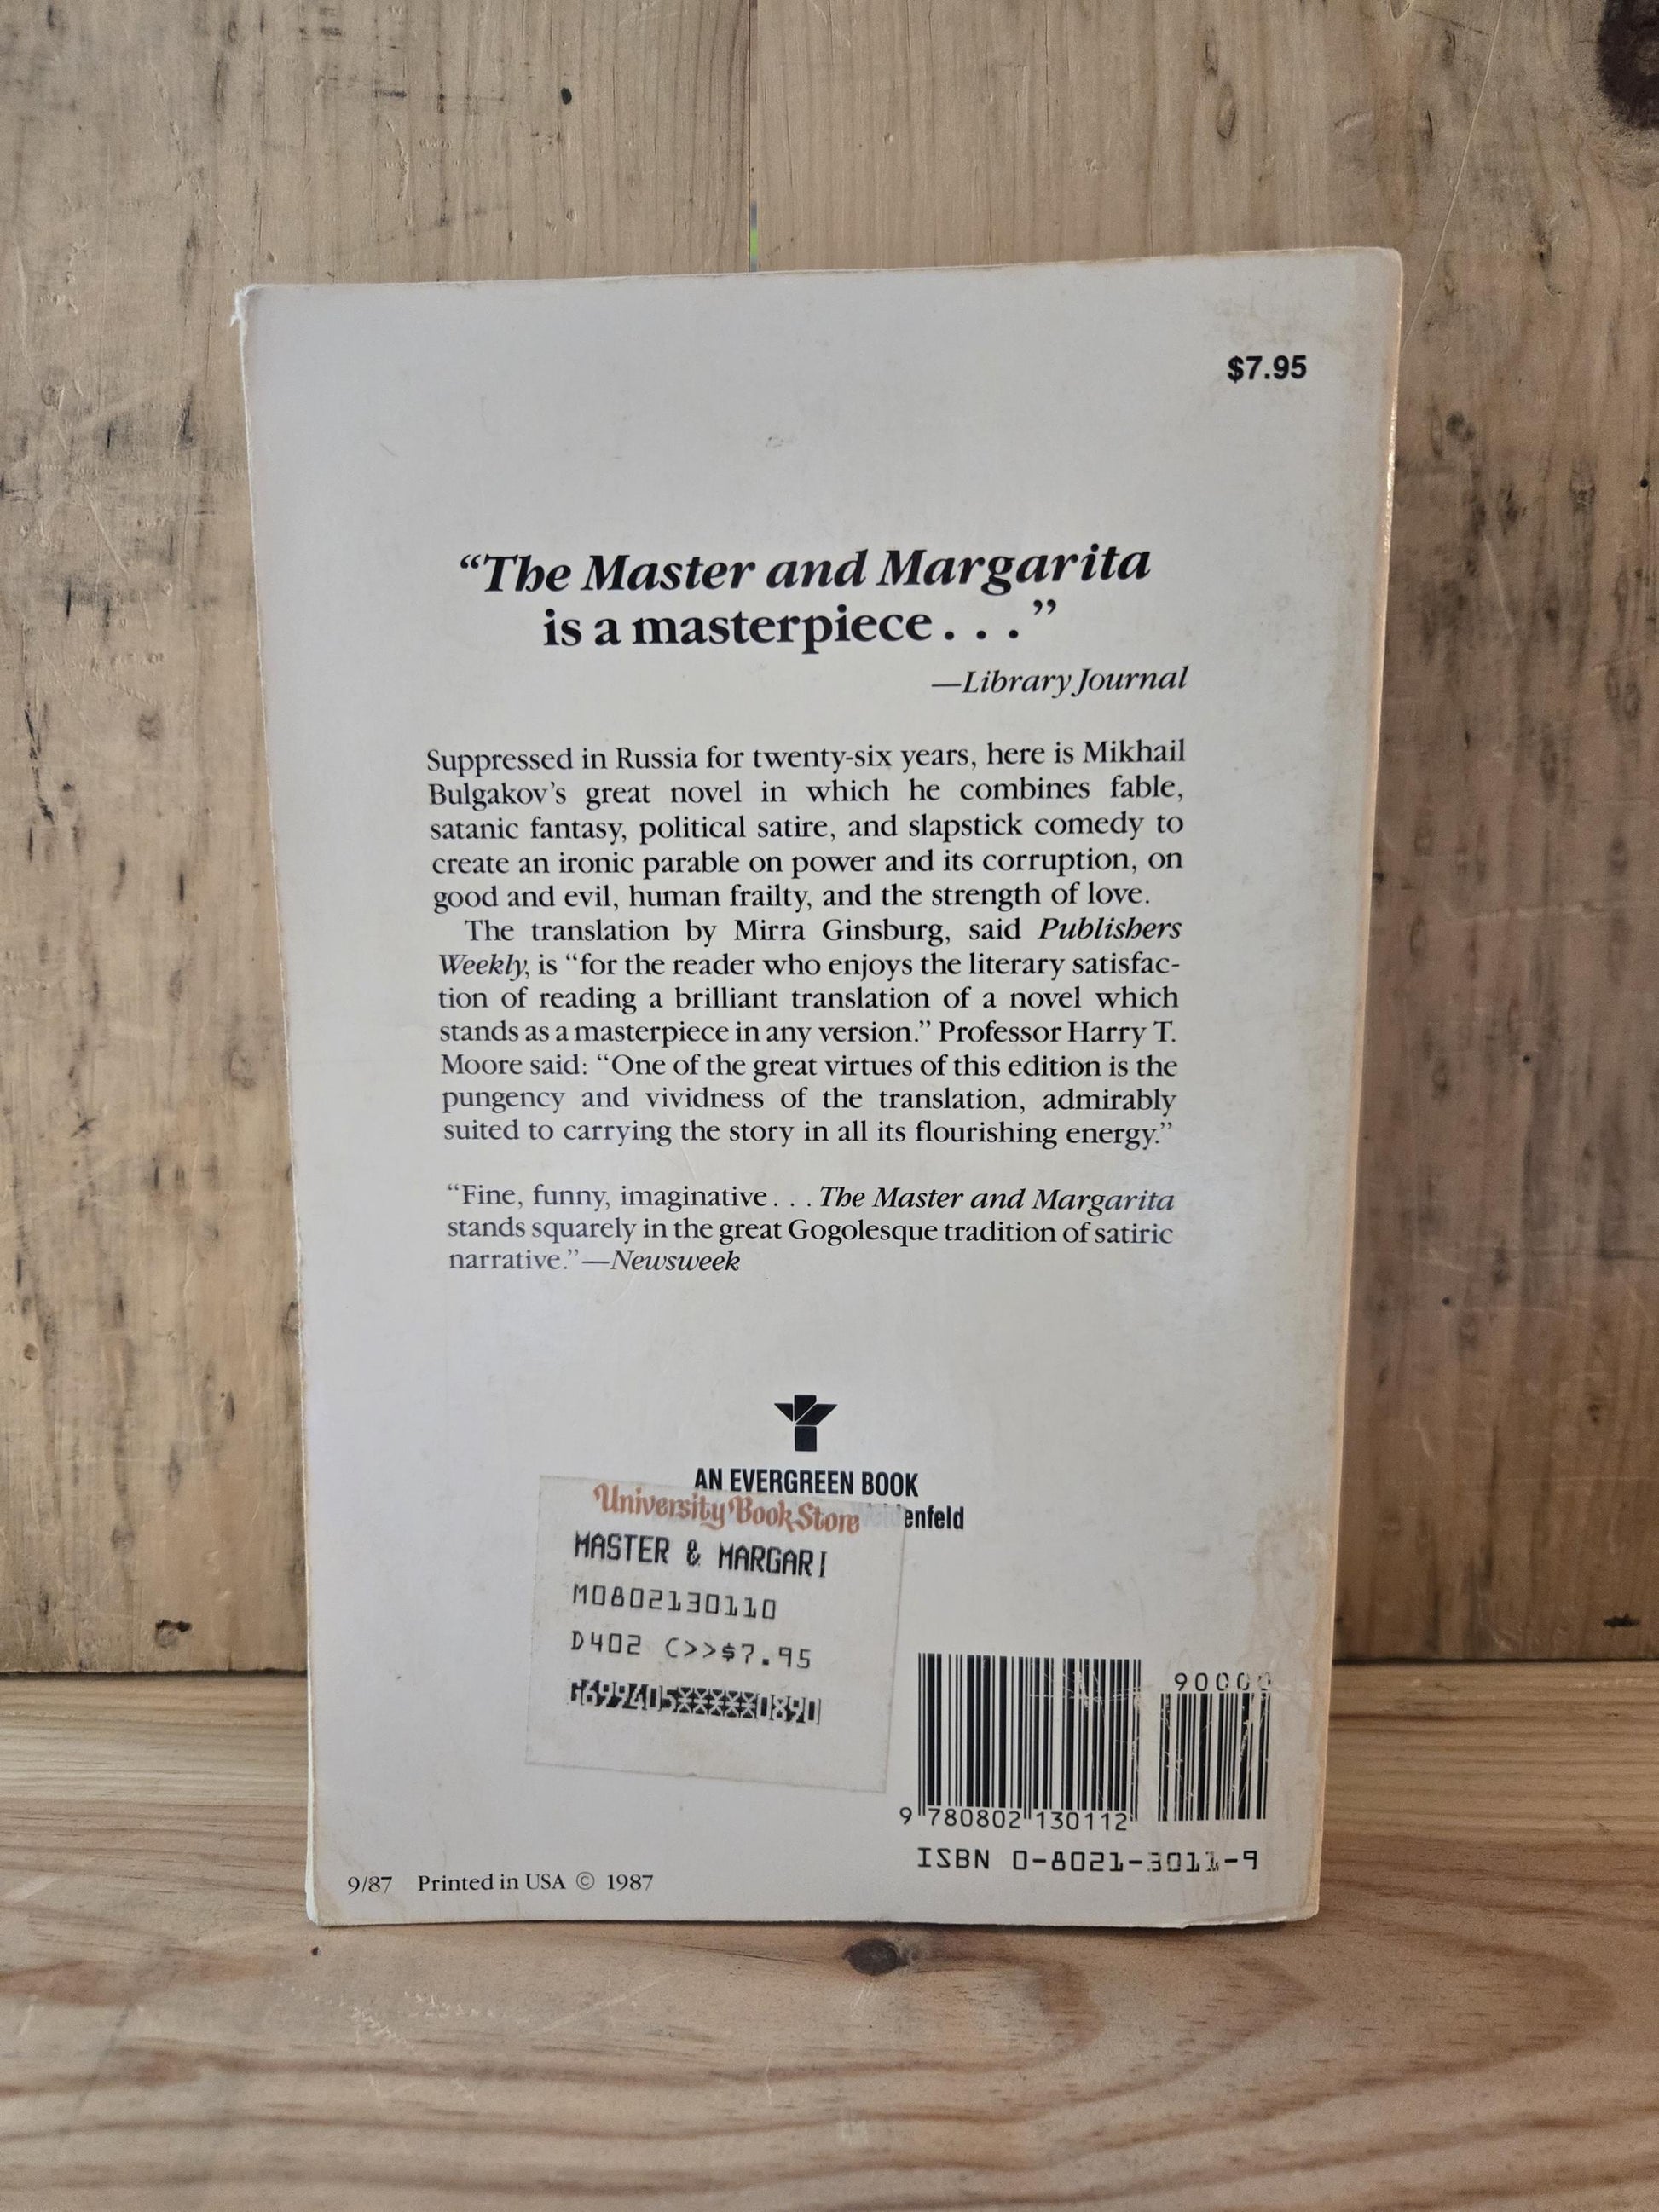 $7.95
“The Master and Margarita
is a masterpiece . . .”
—Library Journal
Suppressed in Russia for twenty-six years, here is Mikhail
Bulgakov’s great novel in which he combines fable,
satanic fantasy, political satire, and slapstick comedy to
create an ironic parable on power and its corruption, on
good and evil, human frailty, and the strength of love.
The translation by Mirra Ginsburg, said Publishers
Weekly, is “for the reader who enjoys the literary satisfac-
tion of reading a brilliant translation of a novel which
stands as a masterpiece in any version.” Professor Harry T.
Moore said: “One of the great virtues of this edition is the
pungency and vividness of the translation, admirably
suited to carrying the story in all its flourishing energy.”
“Fine, funny, imaginative . . . The Master and Margarita
stands squarely in the great Gogolesque tradition of satiric
narrative.”—Newsweek
AN EVERGREEN BOOK
enfeld
University Book Store
MASTER & MARGARI
M0802130110
D402 C>>$7.95
G699405XXXXX0890
90000
9 780802 130112
ISBN 0-8021-3011-9
9/87 Printed in USA © 1987